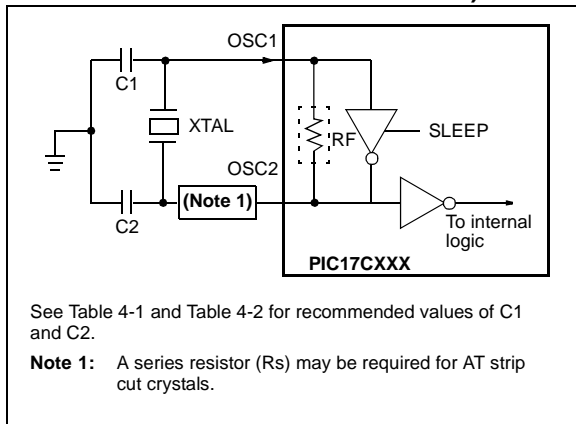 OSC1
C1
XTAL
RF
SLEEP
OSC2
(Note 1)
C2
To internal
logic
PIC17CXXX
See Table 4-1 and Table 4-2 for recommended values of C1
and C2.
Note 1: A series resistor (Rs) may be required for AT strip
cut crystals.